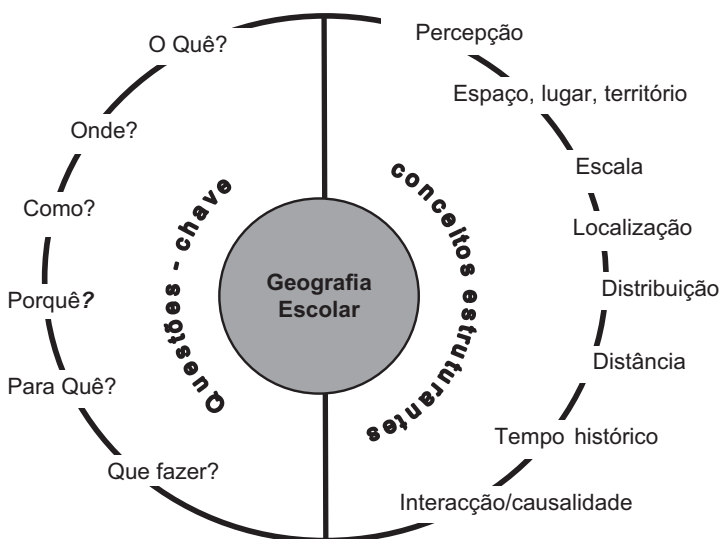 O Quê?
Onde?
Como?
Porquê?
Para Quê?
Que fazer?
Questões - chave
Geografia
Escolar
conceitos estruturantes
Percepção
Espaço, lugar, território
Escala
Localização
Distribuição
Distância
Tempo histórico
Interacção/causalidade